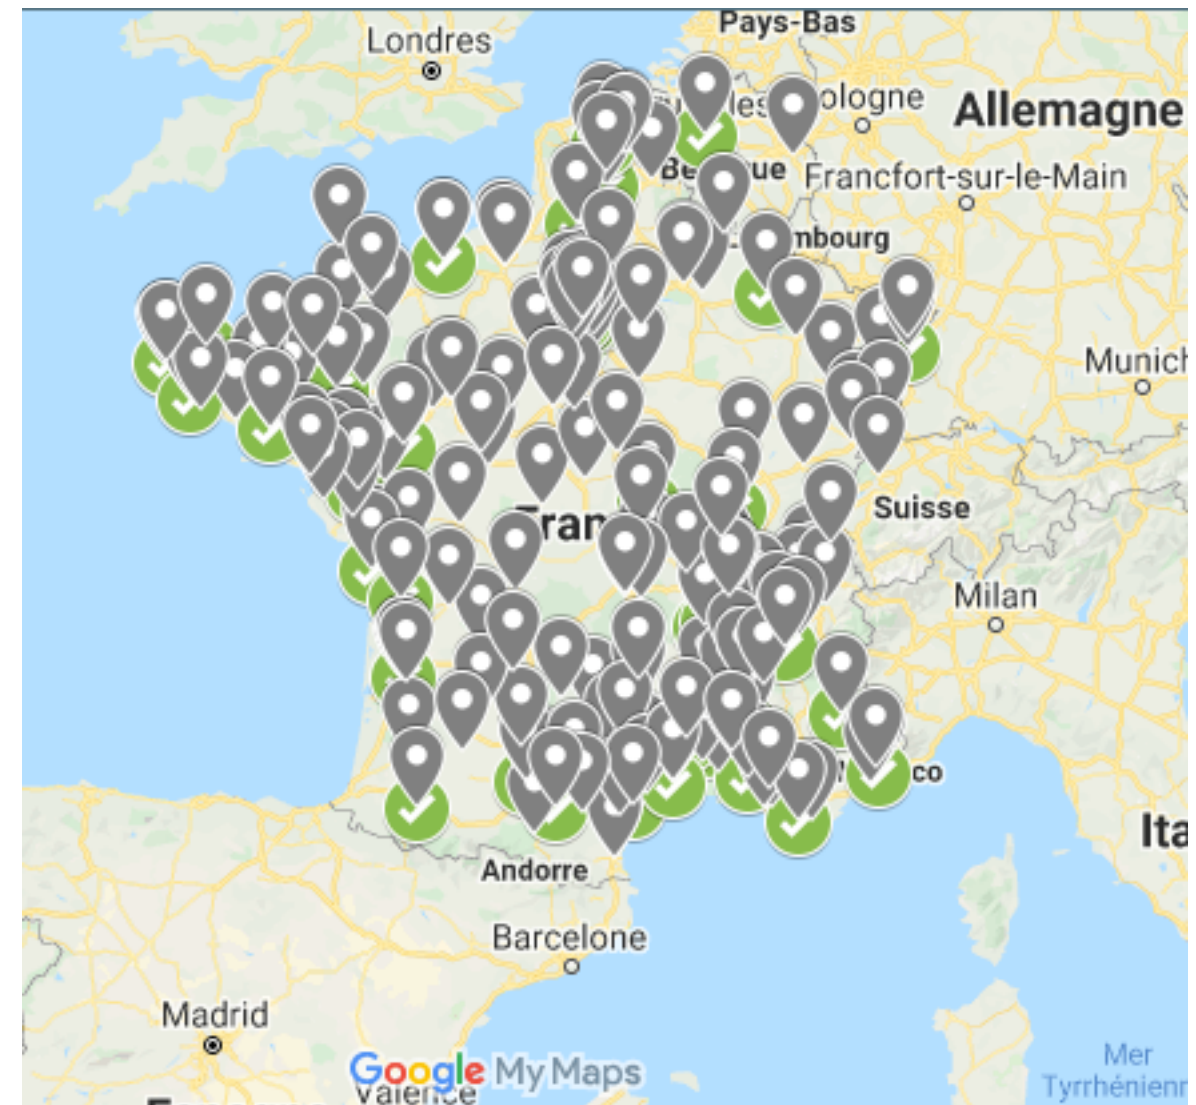 Pays-Bas
Londres
Allemagne
Francfort-sur-le-Main
Munich
Suisse
Milan
Andorre
Barcelone
Madrid
Google My Maps
Valence
Mer
Tyrrhénienn